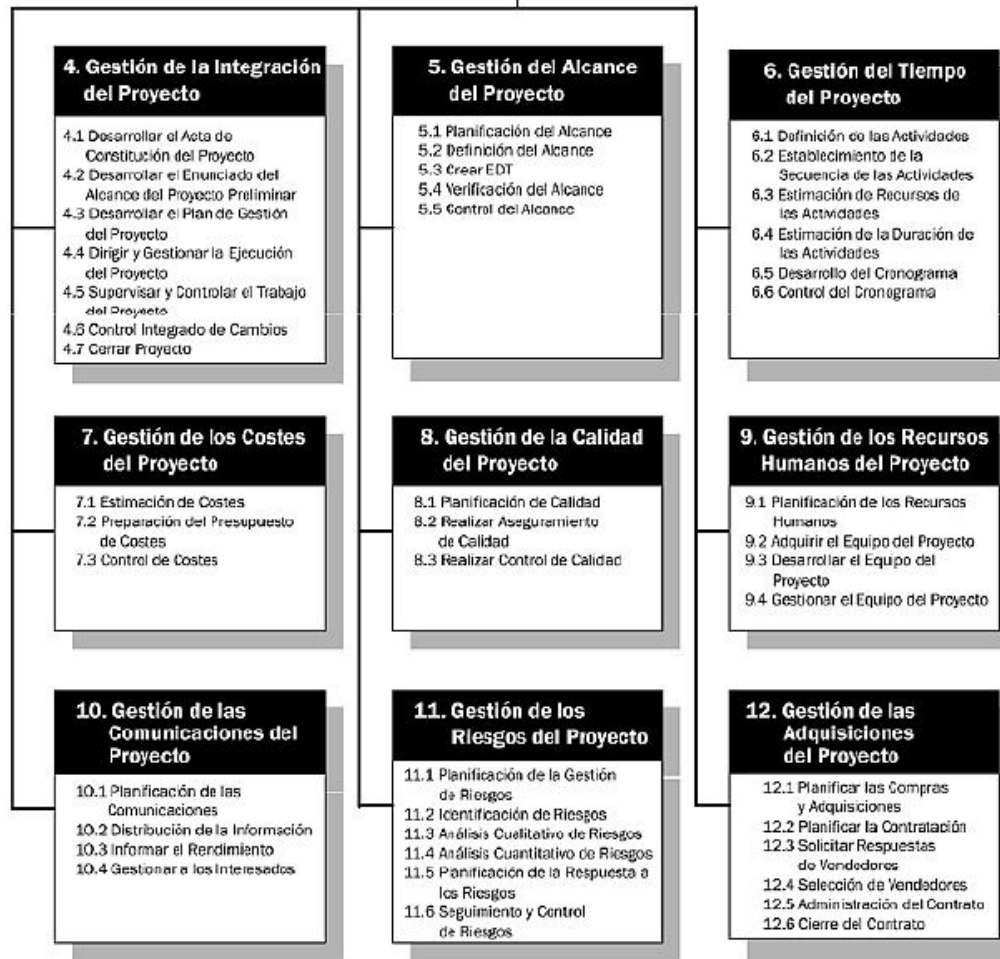 4. Gestión de la Integración
del Proyecto
4.1 Desarrollar el Acta de
Constitución del Proyecto
4.2 Desarrollar el Enunciado del
Alcance del Proyecto Preliminar
4.3 Desarrollar el Plan de Gestión
del Proyecto
4.4 Dirigir y Gestionar la Ejecución
del Proyecto
4.5 Supervisar y Controlar el Trabajo
del Proyecto
4.6 Control Integrado de Cambios
4.7 Cerrar Proyecto
5. Gestión del Alcance
del Proyecto
5.1 Planificación del Alcance
5.2 Definición del Alcance
5.3 Crear EDT
5.4 Verificación del Alcance
5.5 Control del Alcance
6. Gestión del Tiempo
del Proyecto
6.1 Definición de las Actividades
6.2 Establecimiento de la
Secuencia de las Actividades
6.3 Estimación de Recursos de
las Actividades
6.4 Estimación de la Duración de
las Actividades
6.5 Desarrollo del Cronograma
6.6 Control del Cronograma
7. Gestión de los Costes
del Proyecto
7.1 Estimación de Costes
7.2 Preparación del Presupuesto
de Costes
7.3 Control de Costes
8. Gestión de la Calidad
del Proyecto
8.1 Planificación de Calidad
8.2 Realizar Aseguramiento
de Calidad
8.3 Realizar Control de Calidad
9. Gestión de los Recursos
Humanos del Proyecto
9.1 Planificación de los Recursos
Humanos
9.2 Adquirir el Equipo del Proyecto
9.3 Desarrollar el Equipo del
Proyecto
9.4 Gestionar el Equipo del Proyecto
10. Gestión de las
Comunicaciones del
Proyecto
10.1 Planificación de las
Comunicaciones
10.2 Distribución de la Información
10.3 Informar el Rendimiento
10.4 Gestionar a los Interesados
11. Gestión de los
Riesgos del Proyecto
11.1 Planificación de la Gestión
de Riesgos
11.2 Identificación de Riesgos
11.3 Análisis Cualitativo de Riesgos
11.4 Análisis Cuantitativo de Riesgos
11.5 Planificación de la Respuesta a
los Riesgos
11.6 Seguimiento y Control
de Riesgos
12. Gestión de las
Adquisiciones
del Proyecto
12.1 Planificar las Compras
y Adquisiciones
12.2 Planificar la Contratación
12.3 Solicitar Respuestas
de Vendedores
12.4 Selección de Vendedores
12.5 Administración del Contrato
12.6 Cierre del Contrato